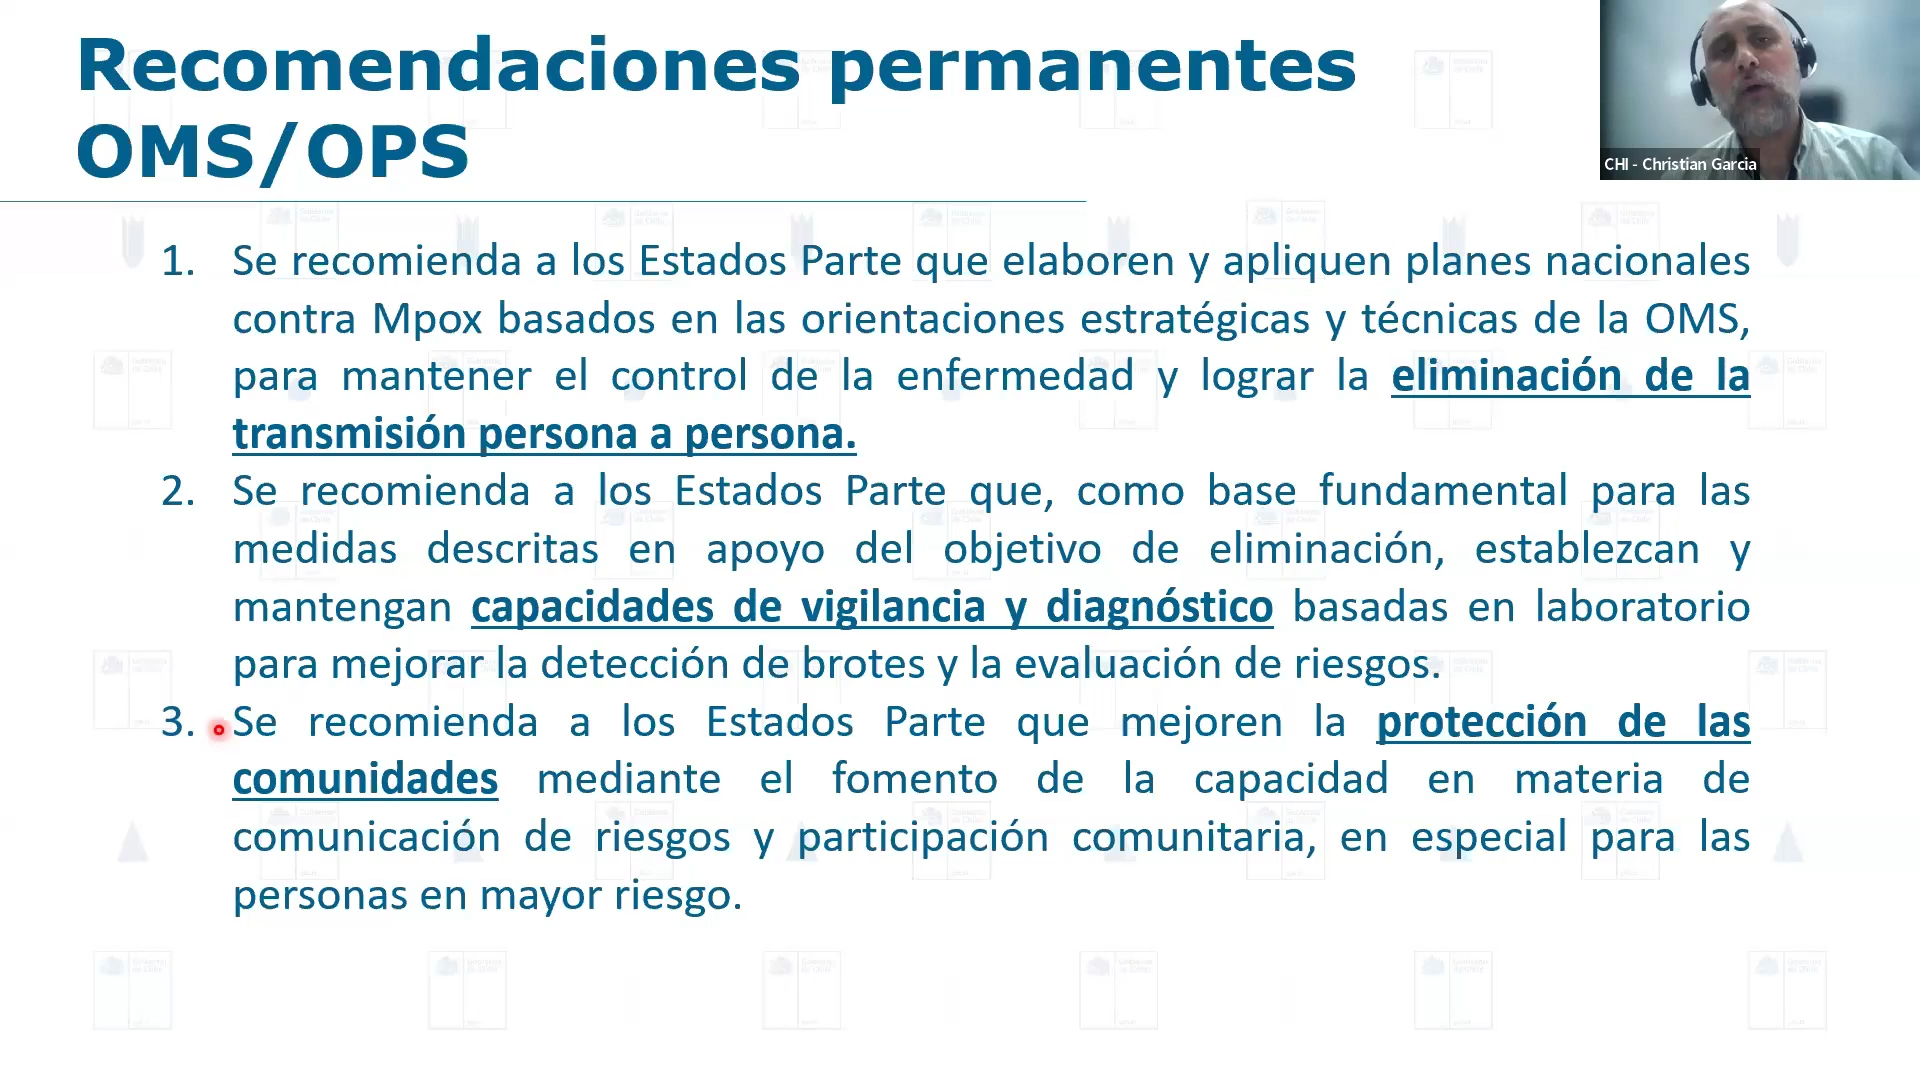 Recomendaciones permanentes
OMS/OPS
CHI - Christian Garcia
1. Se recomienda a los Estados Parte que elaboren y apliquen planes nacionales
contra Mpox basados en las orientaciones estratégicas y técnicas de la OMS,
para mantener el control de la enfermedad y lograr la eliminación de la
transmisión persona a persona.
2. Se recomienda a los Estados Parte que, como base fundamental para las
medidas descritas en apoyo del objetivo de eliminación, establezcan y
mantengan capacidades de vigilancia y diagnóstico basadas en laboratorio
para mejorar la detección de brotes y la evaluación de riesgos.
3. Se recomienda a los Estados Parte que mejoren la protección de las
comunidades mediante el fomento de la capacidad en materia de
comunicación de riesgos y participación comunitaria, en especial para las
personas en mayor riesgo.